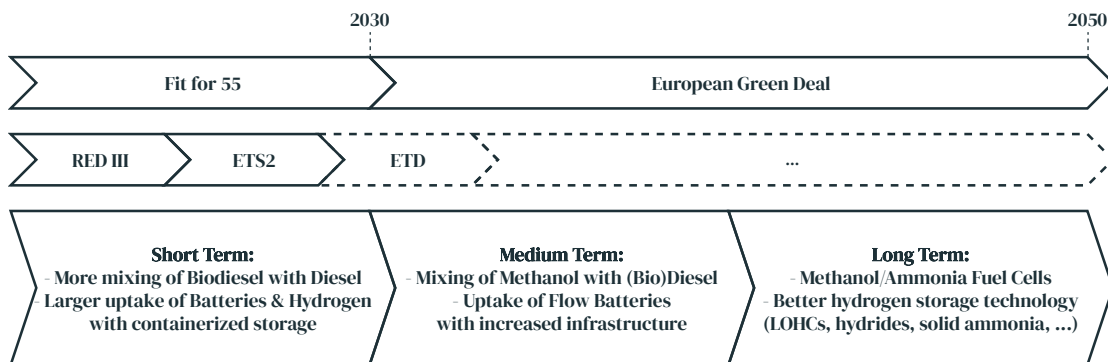 2030
2050
Fit for 55
European Green Deal
RED III
ETS2
ETD
...
Short Term:
- More mixing of Biodiesel with Diesel
- Larger uptake of Batteries & Hydrogen
with containerized storage
Medium Term:
- Mixing of Methanol with (Bio)Diesel
- Uptake of Flow Batteries
with increased infrastructure
Long Term:
- Methanol/Ammonia Fuel Cells
- Better hydrogen storage technology
(LOHCs, hydrides, solid ammonia, ...)